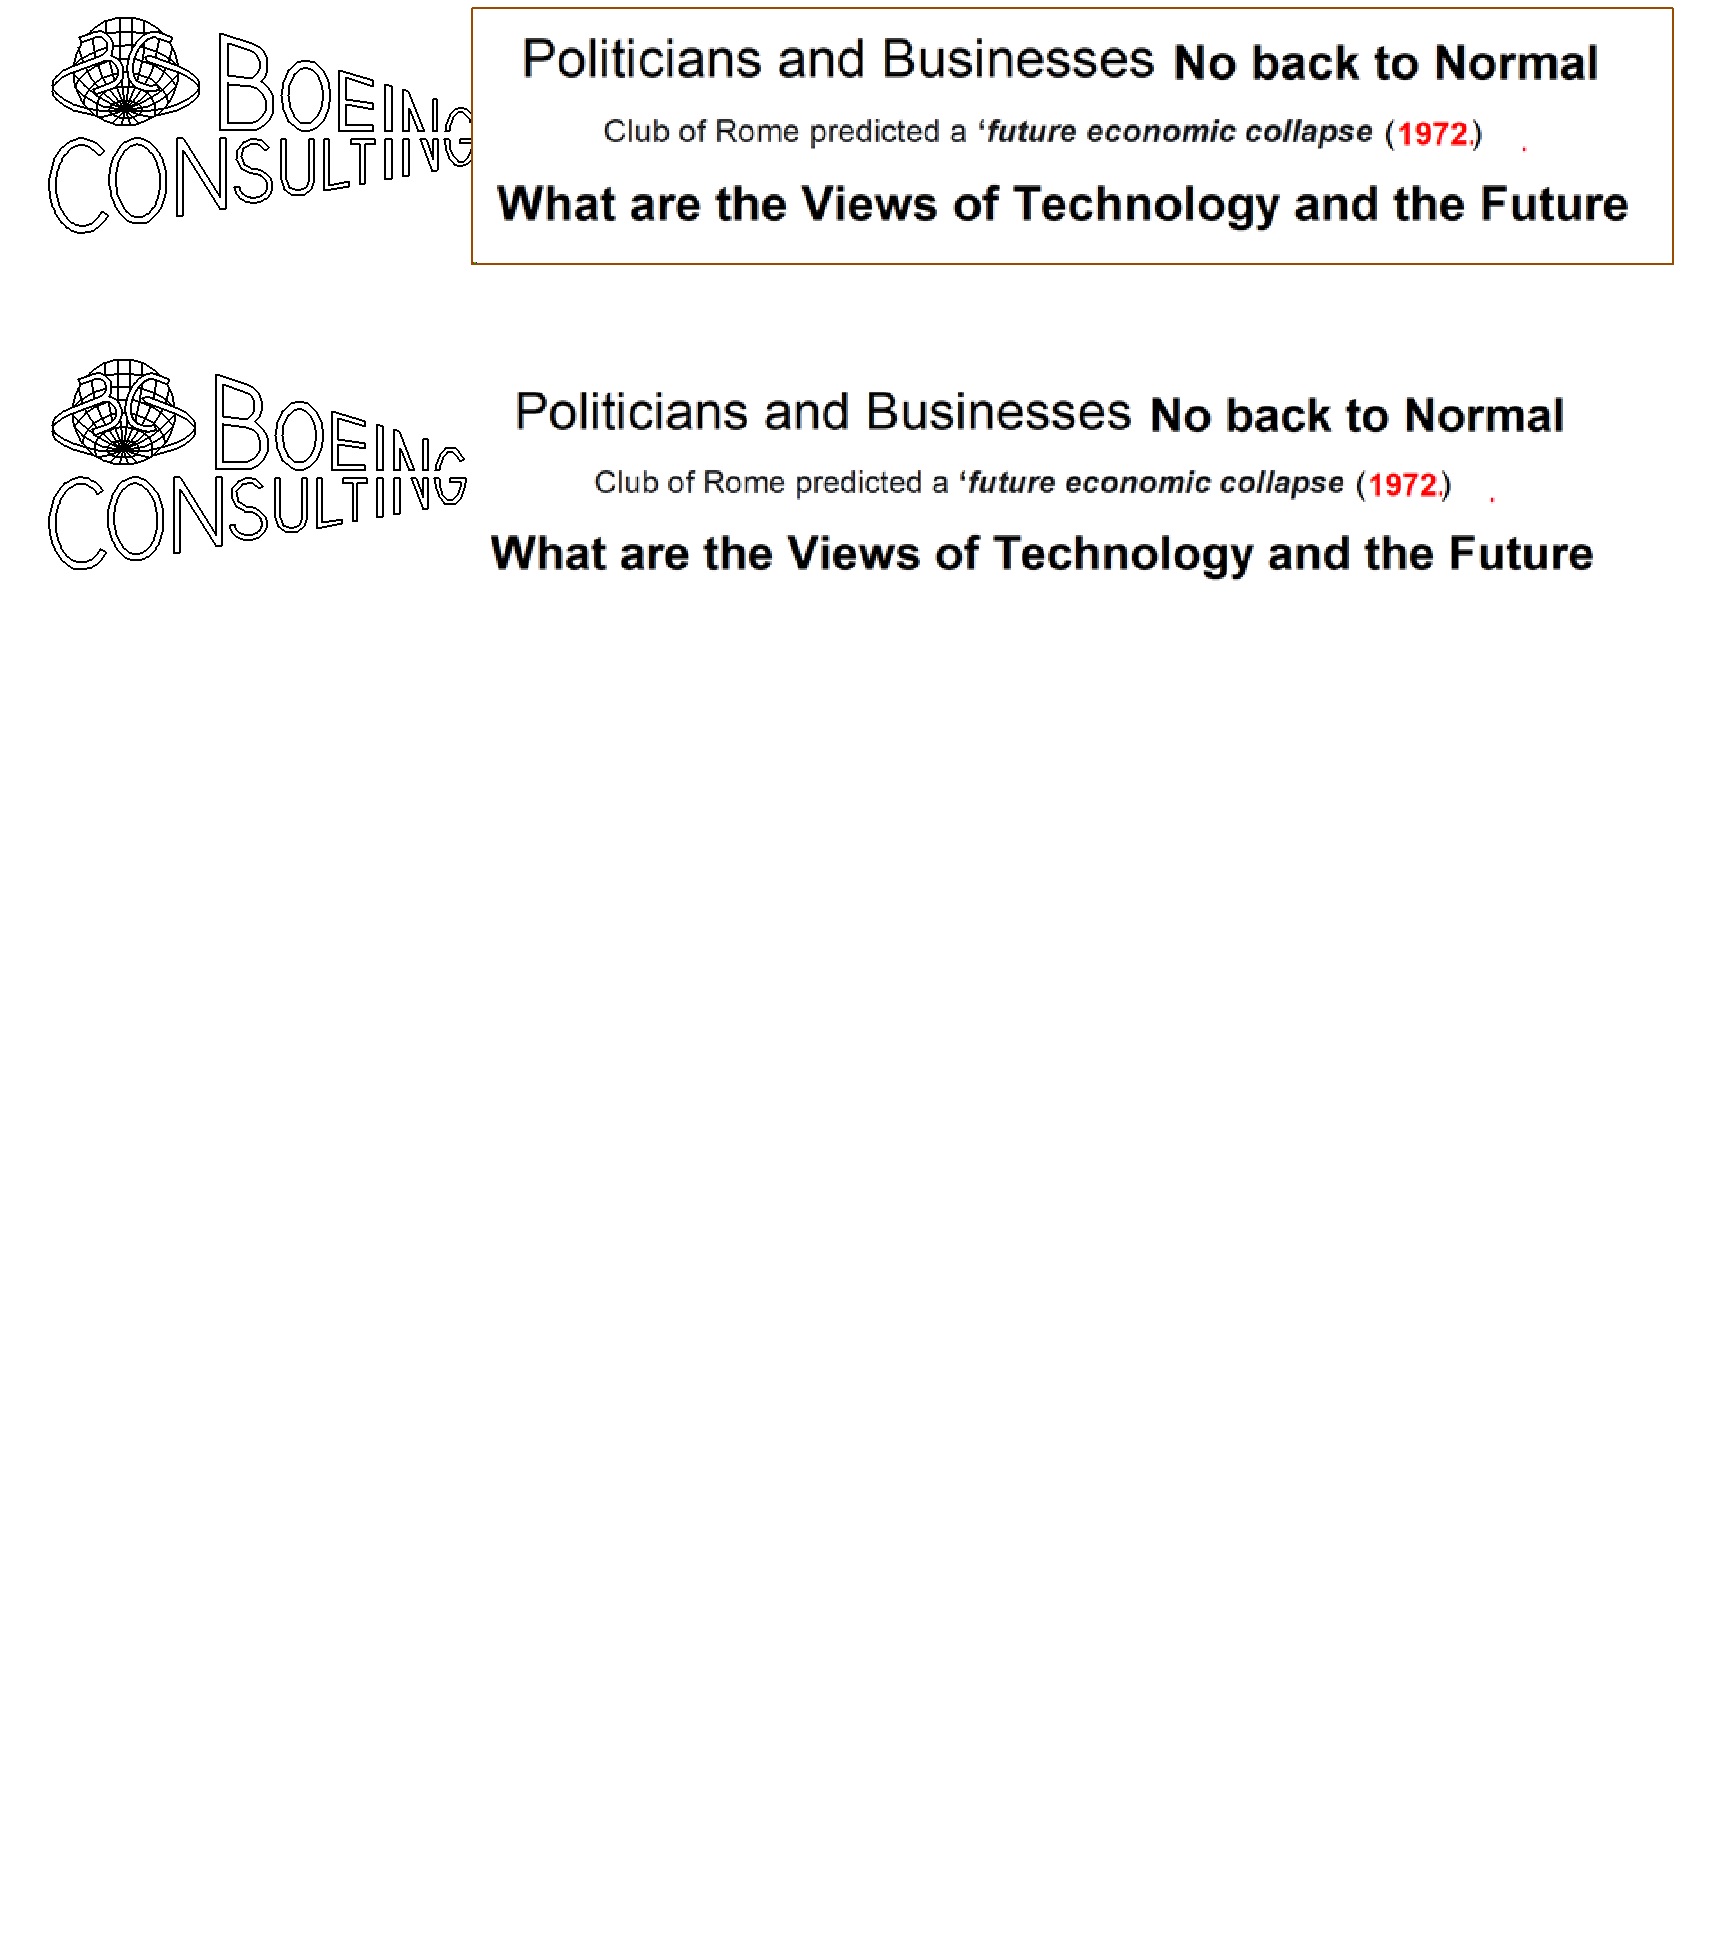 BC BOEING
CONSULTING
Politicians and Businesses No back to Normal
Club of Rome predicted a ‘future economic collapse (1972.)
What are the Views of Technology and the Future
BC BOEING
CONSULTING
Politicians and Businesses No back to Normal
Club of Rome predicted a ‘future economic collapse (1972.)
What are the Views of Technology and the Future